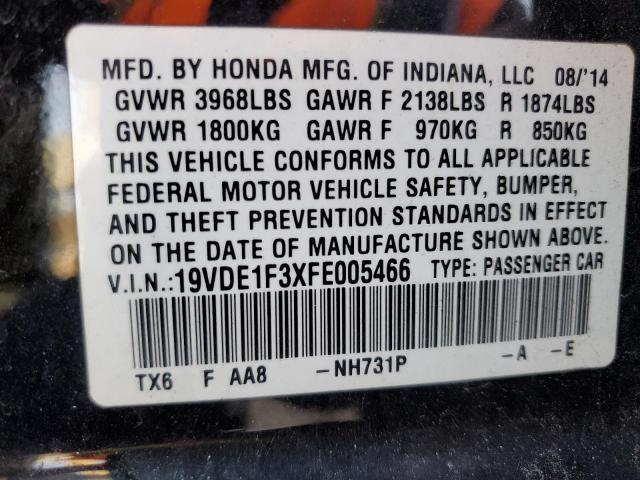 MFD. BY HONDA MFG. OF INDIANA, LLC 08/'14
GVWR 3968LBS GAWR F 2138LBS R 1874LBS
GVWR 1800KG GAWR F 970KG R 850KG
THIS VEHICLE CONFORMS TO ALL APPLICABLE
FEDERAL MOTOR VEHICLE SAFETY, BUMPER,
AND THEFT PREVENTION STANDARDS IN EFFECT
ON THE DATE OF MANUFACTURE SHOWN ABOVE.
V.I.N.:19VDE1F3XFE005466 TYPE: PASSENGER CAR
TX6 F AA8 -NH731P -A -E